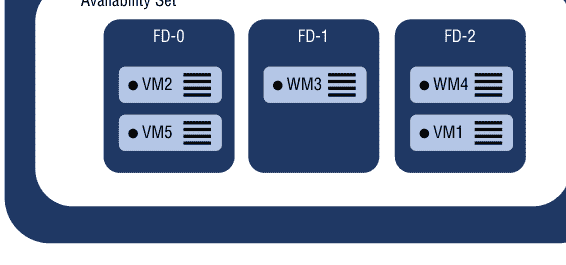 Availability Set
FD-0
FD-1
FD-2
VM2
WM3
WM4
VM5
VM1